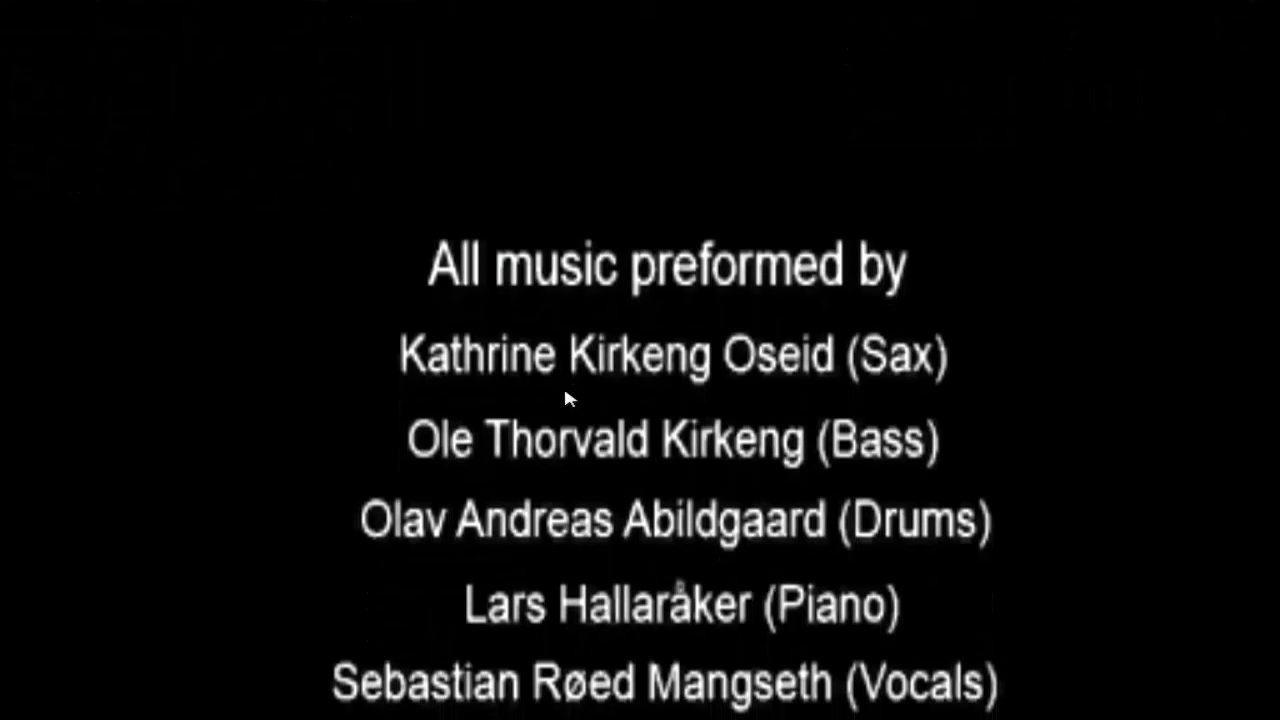 All music preformed by
Kathrine Kirkeng Oseid (Sax)
Ole Thorvald Kirkeng (Bass)
Olav Andreas Abildgaard (Drums)
Lars Hallaråker (Piano)
Sebastian Røed Mangseth (Vocals)